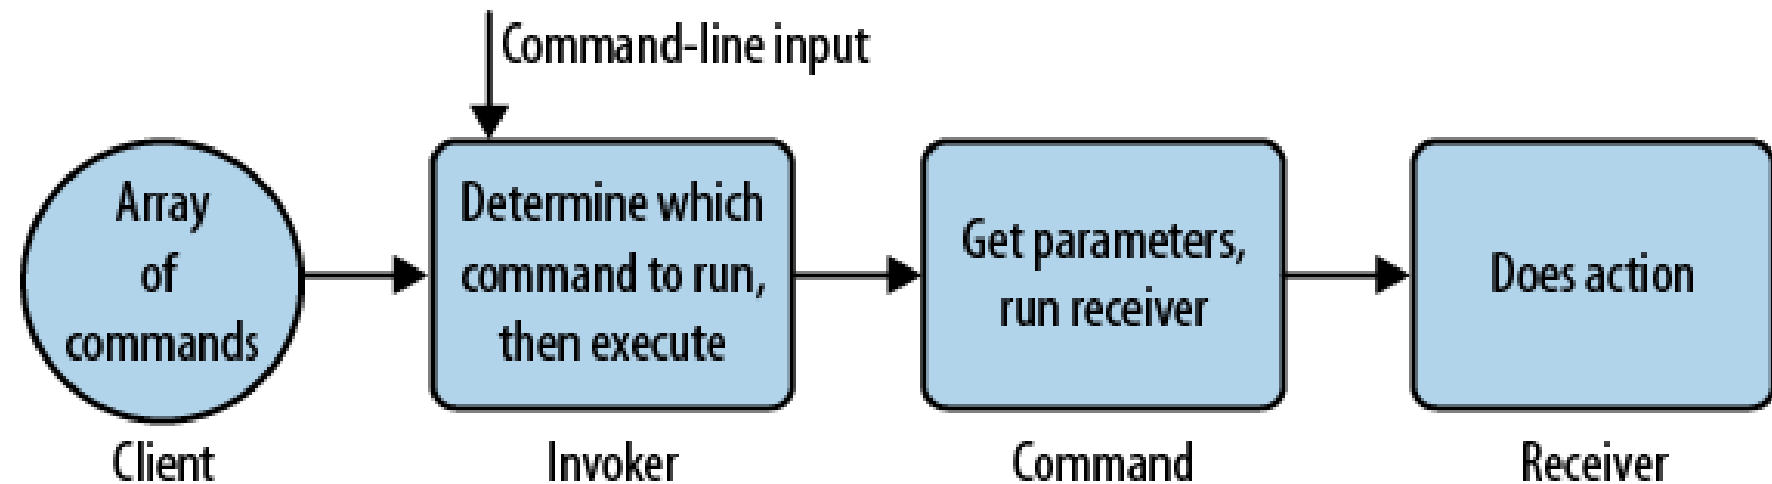 Command-line input
Array
of
commands
Determine which
command to run,
then execute
Get parameters,
run receiver
Does action
Client
Invoker
Command
Receiver